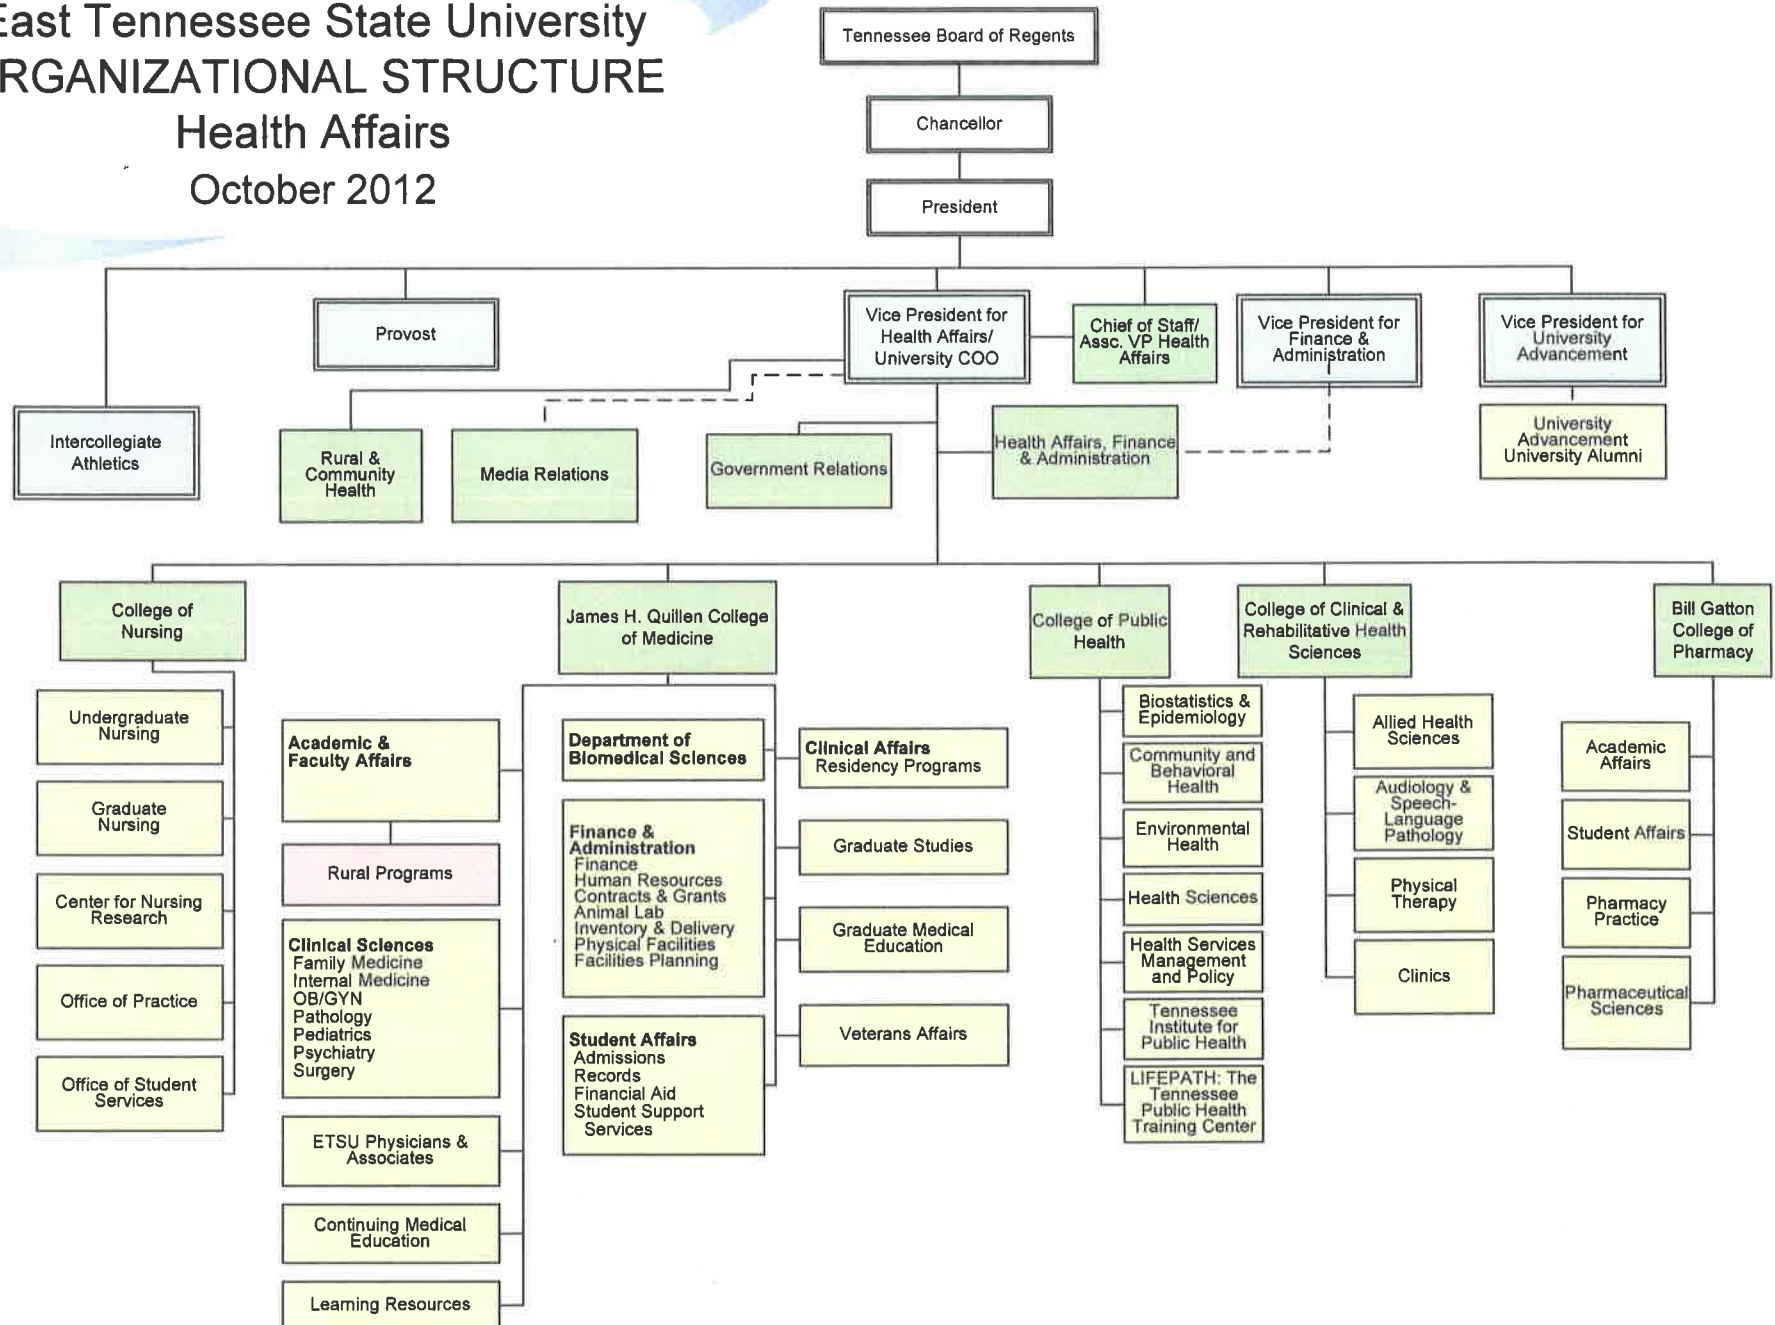 East Tennessee State University
RGANIZATIONAL STRUCTURE
Health Affairs
October 2012
Tennessee Board of Regents
Chancellor
President
Provost
Vice President for
Health Affairs/
University COO
Chief of Staff/
Assc. VP Health
Affairs
Vice President for
Finance &
Administration
Vice President for
University
Advancement
Intercollegiate
Athletics
Rural &
Community
Health
Media Relations
Government Relations
Health Affairs, Finance
& Administration
University
Advancement
University Alumni
College of
Nursing
James H. Quillen College
of Medicine
College of Public
Health
College of Clinical &
Rehabilitative Health
Sciences
Bill Gatton
College of
Pharmacy
Undergraduate
Nursing
Graduate
Nursing
Center for Nursing
Research
Office of Practice
Office of Student
Services
Academic &
Faculty Affairs
Rural Programs
Clinical Sciences
Family Medicine
Internal Medicine
OB/GYN
Pathology
Pediatrics
Psychiatry
Surgery
ETSU Physicians &
Associates
Continuing Medical
Education
Learning Resources
Department of
Biomedical Sciences
Finance &
Administration
Finance
Human Resources
Contracts & Grants
Animal Lab
Inventory & Delivery
Physical Facilities
Facilities Planning
Student Affairs
Admissions
Records
Financial Aid
Student Support
Services
Clinical Affairs
Residency Programs
Graduate Studies
Graduate Medical
Education
Veterans Affairs
Biostatistics &
Epidemiology
Community and
Behavioral
Health
Environmental
Health
Health Sciences
Health Services
Management
and Policy
Tennessee
Institute for
Public Health
LIFEPATH: The
Tennessee
Public Health
Training Center
Allied Health
Sciences
Audiology &
Speech-
Language
Pathology
Physical
Therapy
Clinics
Academic
Affairs
Student Affairs
Pharmacy
Practice
Pharmaceutical
Sciences